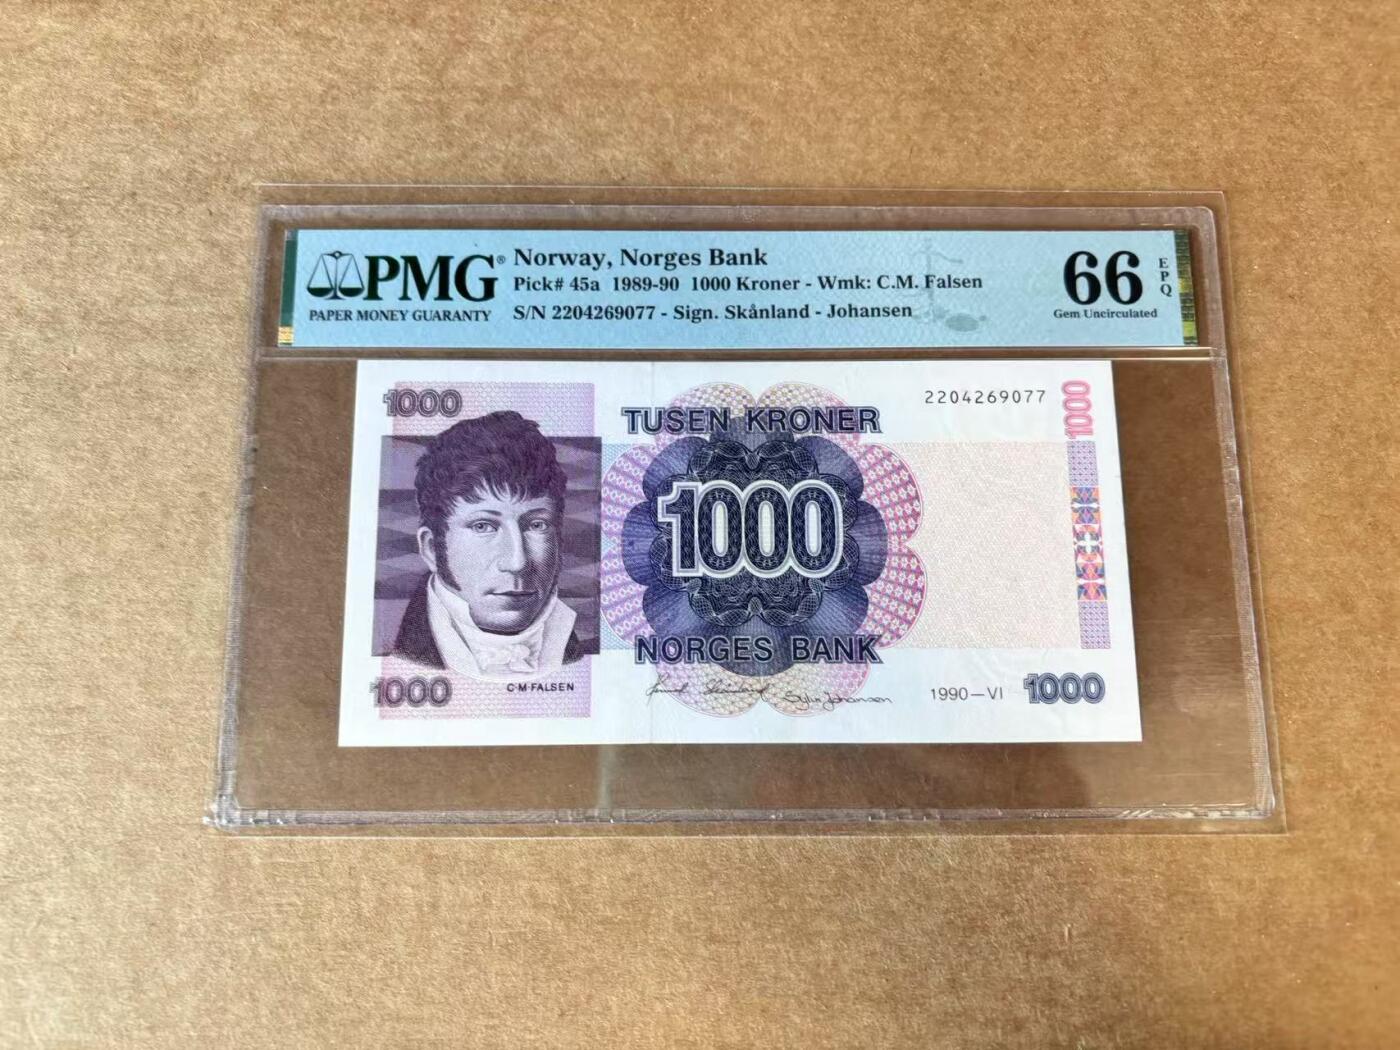 PMG®
PAPER MONEY GUARANTY
Norway, Norges Bank
Pick# 45a 1989-90 1000 Kroner - Wmk: C.M. Falsen
S/N 2204269077 - Sign. Skånland - Johansen
66 EPQ
Gem Uncirculated
1000
TUSEN KRONER
2204269077
1000
1000
NORGES BANK
1000
C·M·FALSEN
1990—VI
1000